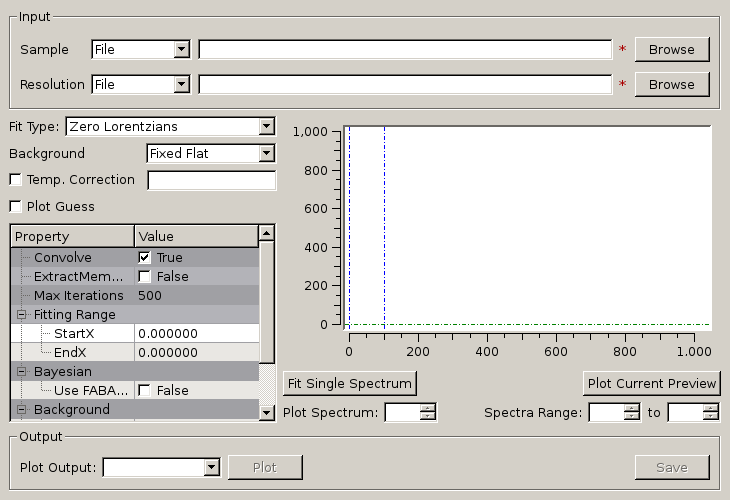 Input
Sample File * Browse
Resolution File * Browse
Fit Type: Zero Lorentzians
Background Fixed Flat
Temp. Correction
Plot Guess
Property Value
Convolve True
ExtractMem... False
Max Iterations 500
Fitting Range
StartX 0.000000
EndX 0.000000
Bayesian
Use FABA... False
Background
1,000
800
600
400
200
0
0 200 400 600 800 1,000
Fit Single Spectrum Plot Current Preview
Plot Spectrum: Spectra Range: to
Output
Plot Output: Plot Save